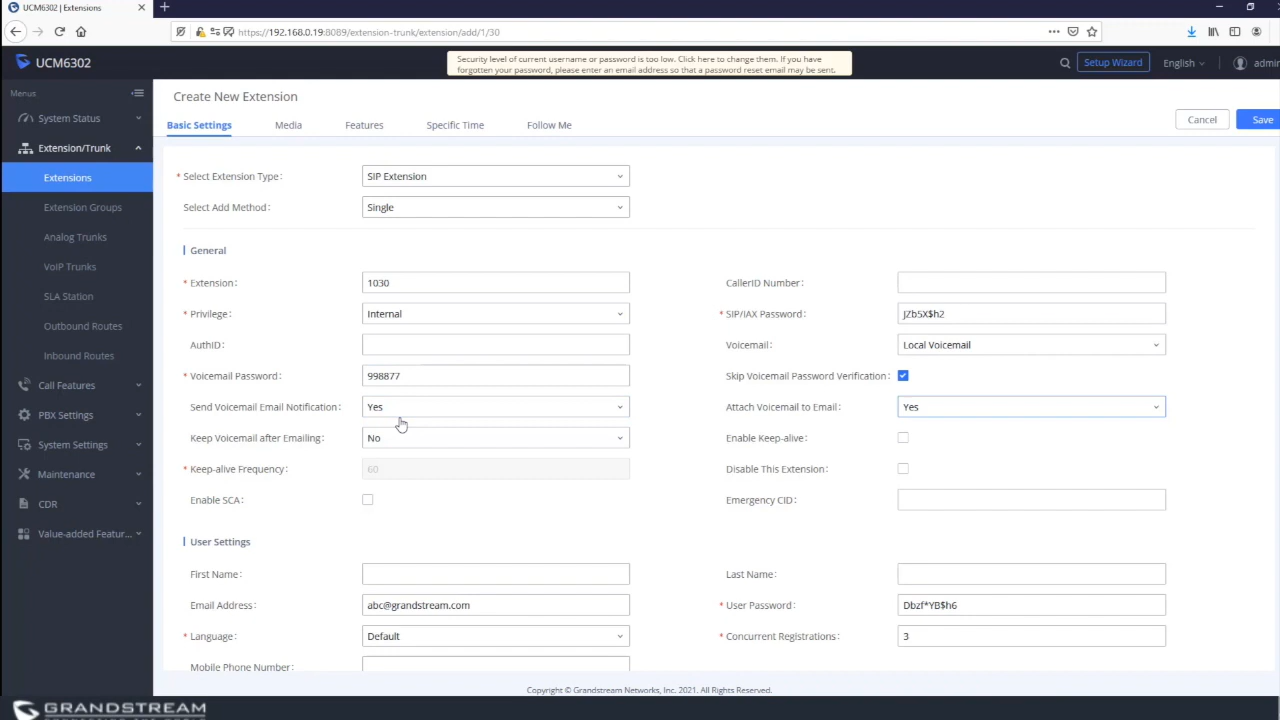 UCM6302 | Extensions
https://192.168.0.19:8089/extension-trunk/extension/add/1/30
UCM6302
Security level of current username or password is too low. Click here to change them. If you have
forgotten your password, please enter an email address so that a password reset email may be sent.
Setup Wizard
English
admin
Menus
System Status
Extension/Trunk
Extensions
Extension Groups
Analog Trunks
VoIP Trunks
SLA Station
Outbound Routes
Inbound Routes
Call Features
PBX Settings
System Settings
Maintenance
CDR
Value-added Featur...
Create New Extension
Basic Settings Media Features Specific Time Follow Me
Cancel Save
* Select Extension Type: SIP Extension
Select Add Method: Single
General
* Extension: 1030 CallerID Number:
* Privilege: Internal * SIP/IAX Password: JZb5X$h2
AuthID: Voicemail: Local Voicemail
* Voicemail Password: 998877 Skip Voicemail Password Verification:
Send Voicemail Email Notification: Yes Attach Voicemail to Email: Yes
Keep Voicemail after Emailing: No Enable Keep-alive:
* Keep-alive Frequency: 60 Disable This Extension:
Enable SCA: Emergency CID:
User Settings
First Name: Last Name:
Email Address: abc@grandstream.com * User Password: Dbzf*YB$h6
* Language: Default * Concurrent Registrations: 3
Mobile Phone Number:
Copyright © Grandstream Networks, Inc. 2021. All Rights Reserved.
GRANDSTREAM